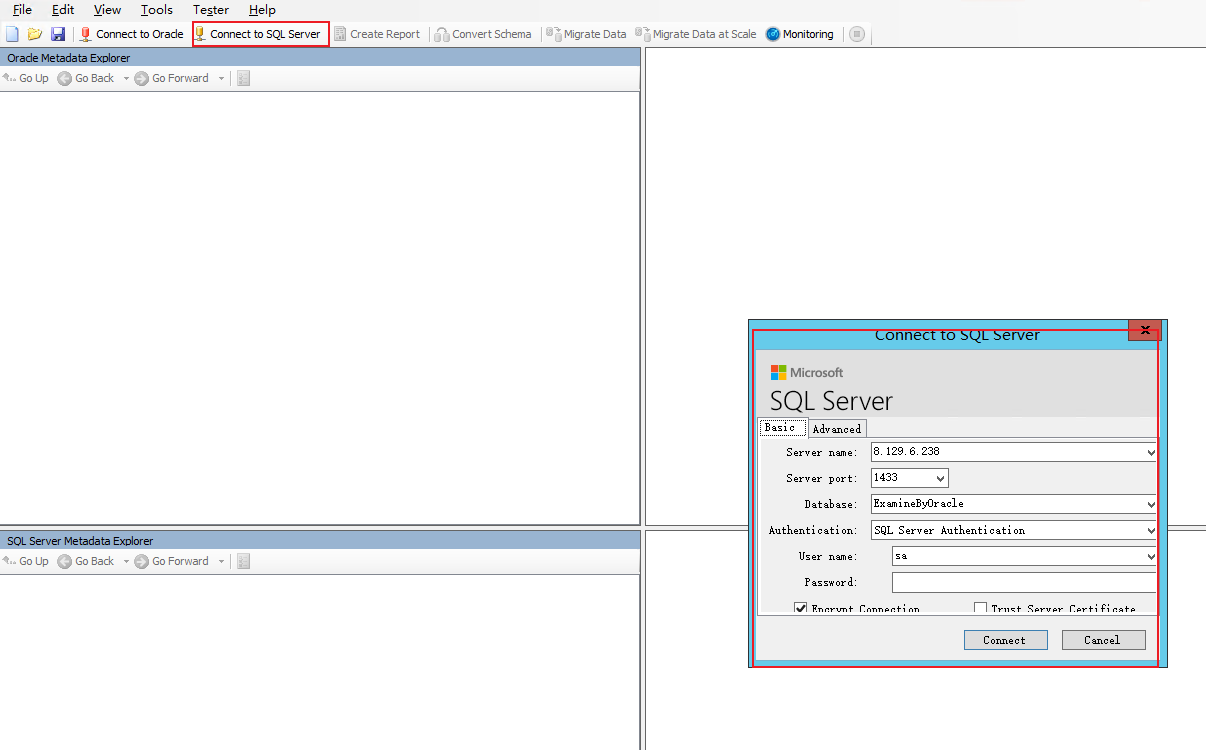 File Edit View Tools Tester Help
Connect to Oracle Connect to SQL Server Create Report Convert Schema Migrate Data Migrate Data at Scale Monitoring
Oracle Metadata Explorer
Go Up Go Back Go Forward
Connect to SQL Server
x
Microsoft
SQL Server
Basic Advanced
Server name: 8.129.6.238
Server port: 1433
Database: ExamineByOracle
Authentication: SQL Server Authentication
User name: sa
Password:
Encrypt Connection Trust Server Certificate
Connect Cancel
SQL Server Metadata Explorer
Go Up Go Back Go Forward